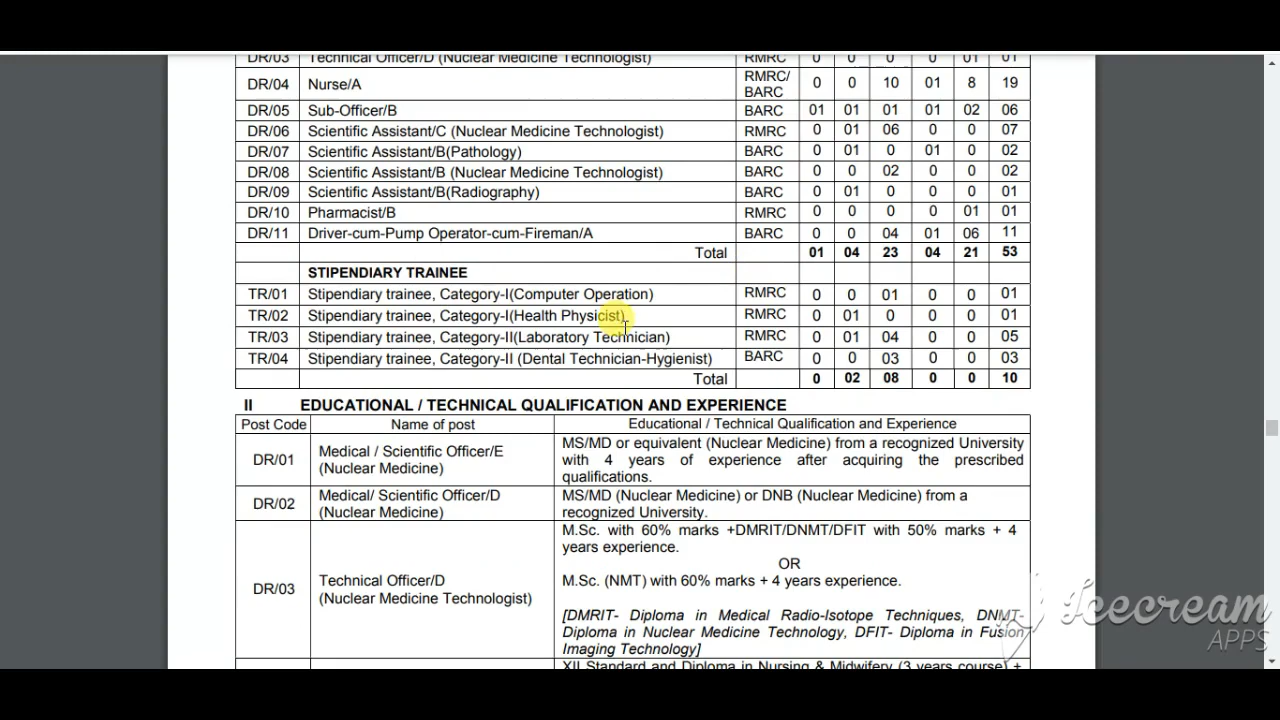 DR/03 Technical Officer/D (Nuclear Medicine Technologist) RMRC 0 0 0 0 01 01
DR/04 Nurse/A RMRC/ BARC 0 0 10 01 8 19
DR/05 Sub-Officer/B BARC 01 01 01 01 02 06
DR/06 Scientific Assistant/C (Nuclear Medicine Technologist) RMRC 0 01 06 0 0 07
DR/07 Scientific Assistant/B(Pathology) BARC 0 01 0 01 0 02
DR/08 Scientific Assistant/B (Nuclear Medicine Technologist) BARC 0 0 02 0 0 02
DR/09 Scientific Assistant/B(Radiography) BARC 0 01 0 0 0 01
DR/10 Pharmacist/B RMRC 0 0 0 0 01 01
DR/11 Driver-cum-Pump Operator-cum-Fireman/A BARC 0 0 04 01 06 11
Total 01 04 23 04 21 53
STIPENDIARY TRAINEE
TR/01 Stipendiary trainee, Category-I(Computer Operation) RMRC 0 0 01 0 0 01
TR/02 Stipendiary trainee, Category-I(Health Physicist) RMRC 0 01 0 0 0 01
TR/03 Stipendiary trainee, Category-II(Laboratory Technician) RMRC 0 01 04 0 0 05
TR/04 Stipendiary trainee, Category-II (Dental Technician-Hygienist) BARC 0 0 03 0 0 03
Total 0 02 08 0 0 10
II EDUCATIONAL / TECHNICAL QUALIFICATION AND EXPERIENCE
Post Code Name of post Educational / Technical Qualification and Experience
DR/01
Medical / Scientific Officer/E
(Nuclear Medicine)
MS/MD or equivalent (Nuclear Medicine) from a recognized University
with 4 years of experience after acquiring the prescribed
qualifications.
DR/02
Medical/ Scientific Officer/D
(Nuclear Medicine)
MS/MD (Nuclear Medicine) or DNB (Nuclear Medicine) from a
recognized University.
DR/03
Technical Officer/D
(Nuclear Medicine Technologist)
M.Sc. with 60% marks +DMRIT/DNMT/DFIT with 50% marks + 4
years experience.
OR
M.Sc. (NMT) with 60% marks + 4 years experience.
[DMRIT- Diploma in Medical Radio-Isotope Techniques, DNMT-
Diploma in Nuclear Medicine Technology, DFIT- Diploma in Fusion
Imaging Technology]
XII Standard and Diploma in Nursing & Midwifery (3 years course) +
Icecream
APPS